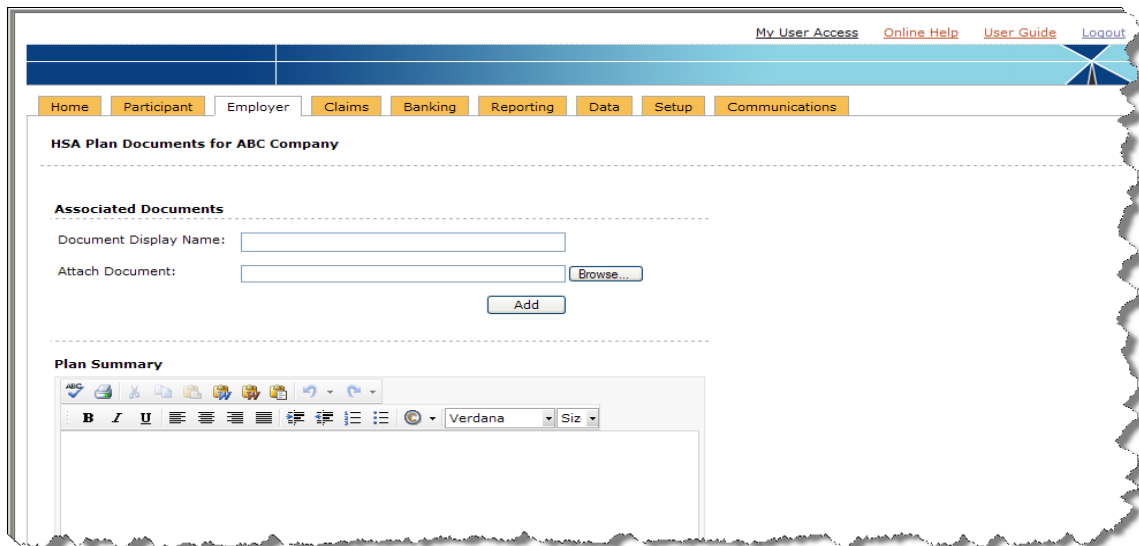 My User Access Online Help User Guide Logout
Home Participant Employer Claims Banking Reporting Data Setup Communications
HSA Plan Documents for ABC Company
Associated Documents
Document Display Name:
Attach Document: Browse...
Add
Plan Summary
ABC
B I U © Verdana Siz